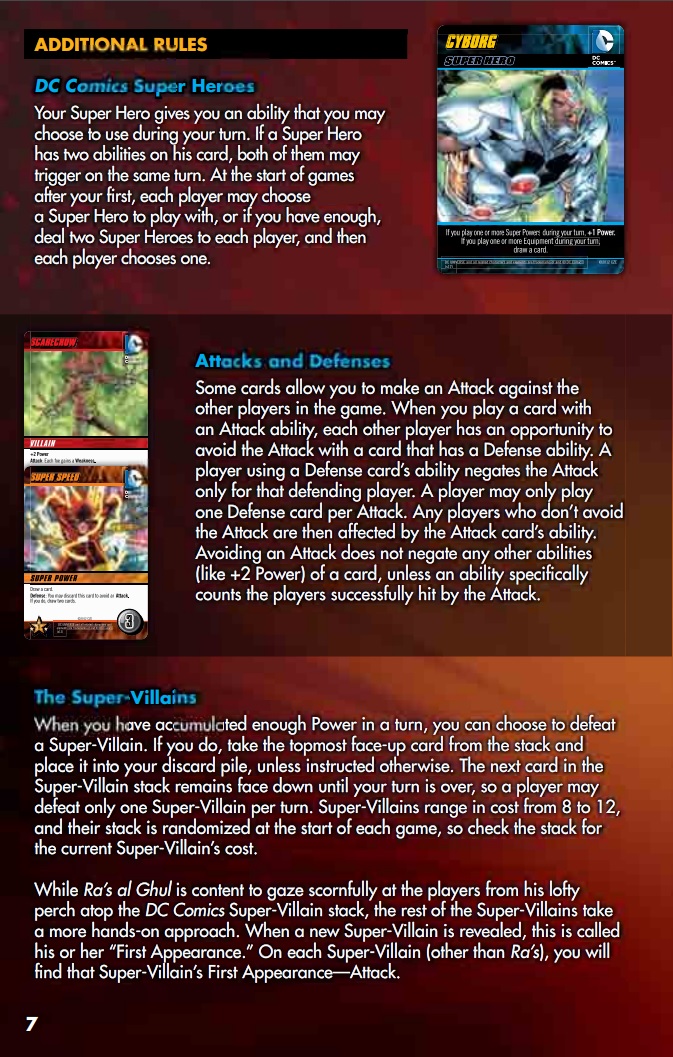 ADDITIONAL RULES
DC Comics Super Heroes
Your Super Hero gives you an ability that you may
choose to use during your turn. If a Super Hero
has two abilities on his card, both of them may
trigger on the same turn. At the start of games
after your first, each player may choose
a Super Hero to play with, or if you have enough,
deal two Super Heroes to each player, and then
each player chooses one.
CYBORG
SUPER HERO
DC
COMICS
If you play one or more Super Powers during your turn, +1 Power.
If you play one or more Equipment during your turn,
draw a card.
SCARECROW
VILLAIN
+2 Power
Attack: Each foe gains a Weakness.
SUPER SPEED
SUPER POWER
Draw a card.
Defense: You may discard this card to avoid an Attack.
If you do, draw two cards.
3
Attacks and Defenses
Some cards allow you to make an Attack against the
other players in the game. When you play a card with
an Attack ability, each other player has an opportunity to
avoid the Attack with a card that has a Defense ability. A
player using a Defense card's ability negates the Attack
only for that defending player. A player may only play
one Defense card per Attack. Any players who don't avoid
the Attack are then affected by the Attack card's ability.
Avoiding an Attack does not negate any other abilities
(like +2 Power) of a card, unless an ability specifically
counts the players successfully hit by the Attack.
The Super-Villains
When you have accumulated enough Power in a turn, you can choose to defeat
a Super-Villain. If you do, take the topmost face-up card from the stack and
place it into your discard pile, unless instructed otherwise. The next card in the
Super-Villain stack remains face down until your turn is over, so a player may
defeat only one Super-Villain per turn. Super-Villains range in cost from 8 to 12,
and their stack is randomized at the start of each game, so check the stack for
the current Super-Villain's cost.
While Ra's al Ghul is content to gaze scornfully at the players from his lofty
perch atop the DC Comics Super-Villain stack, the rest of the Super-Villains take
a more hands-on approach. When a new Super-Villain is revealed, this is called
his or her "First Appearance." On each Super-Villain (other than Ra's), you will
find that Super-Villain's First Appearance—Attack.
7